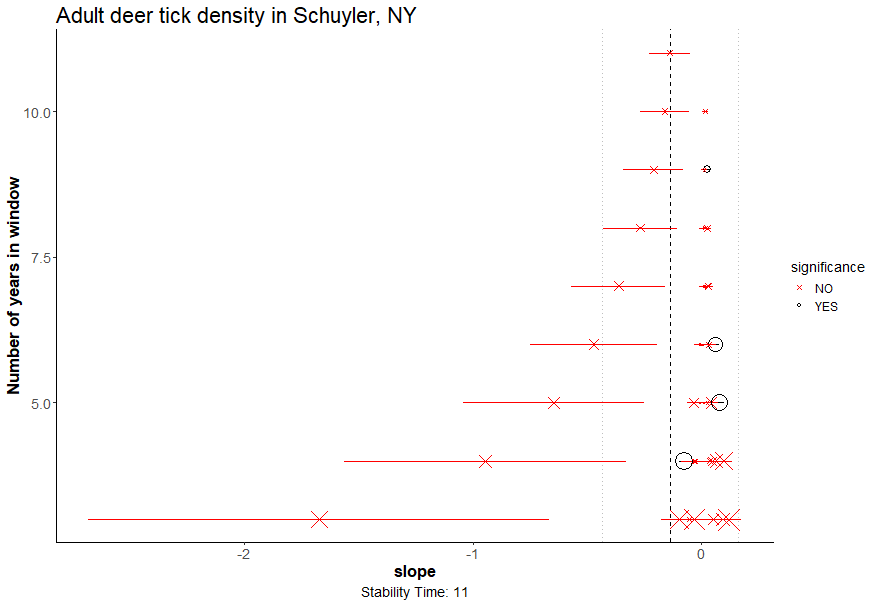 Adult deer tick density in Schuyler, NY
Number of years in window
10.0
7.5
5.0
-2
-1
0
slope
Stability Time: 11
significance
NO
YES